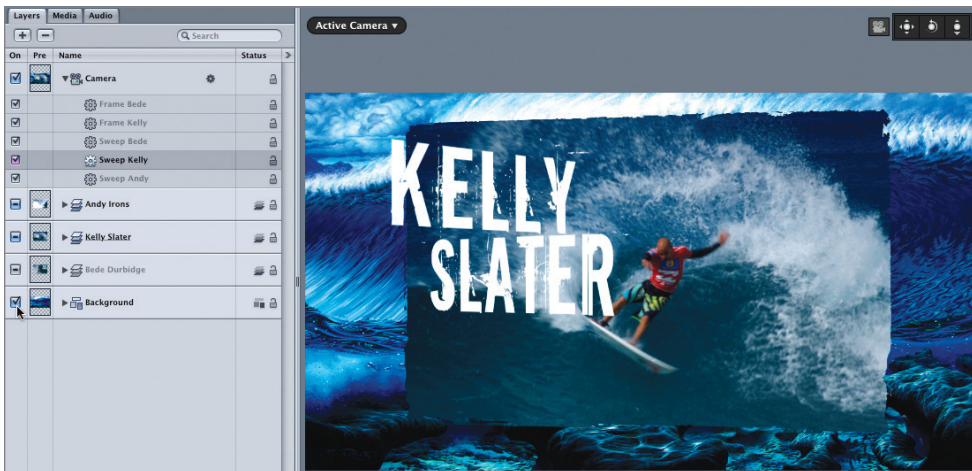 Layers Media Audio
Search
On Pre Name Status
Camera
Frame Bede
Frame Kelly
Sweep Bede
Sweep Kelly
Sweep Andy
Andy Irons
Kelly Slater
Bede Durbidge
Background
Active Camera
KELLY
SLATER